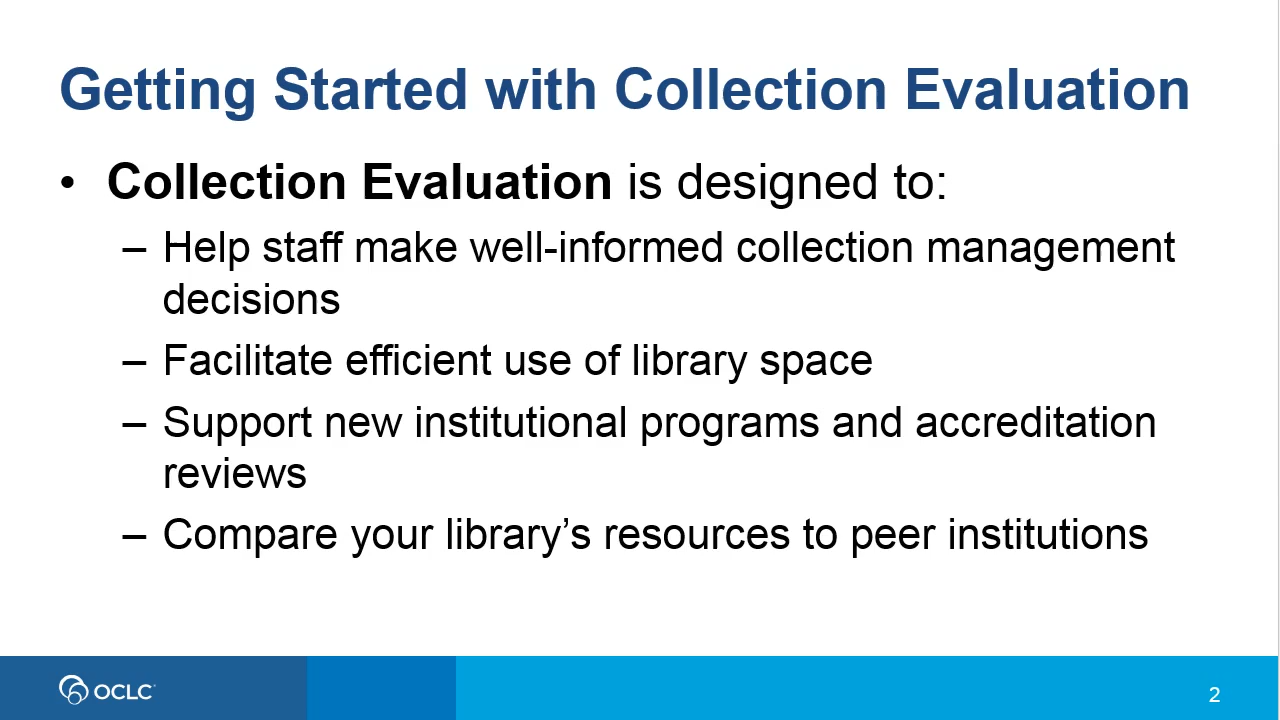 Getting Started with Collection Evaluation
• Collection Evaluation is designed to:
– Help staff make well-informed collection management
decisions
– Facilitate efficient use of library space
– Support new institutional programs and accreditation
reviews
– Compare your library’s resources to peer institutions
OCLC
2